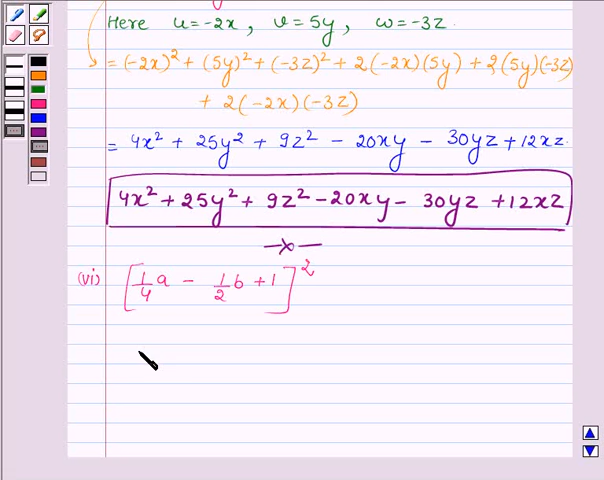 Here u = -2x, v = 5y, w = -3z.
= (-2x)² + (5y)² + (-3z)² + 2(-2x)(5y) + 2(5y)(-3z)
+ 2(-2x)(-3z)
= 4x² + 25y² + 9z² - 20xy - 30yz + 12xz.
4x² + 25y² + 9z² - 20xy - 30yz + 12xz
—x—
(vi) [1/4 a - 1/2 b + 1]²